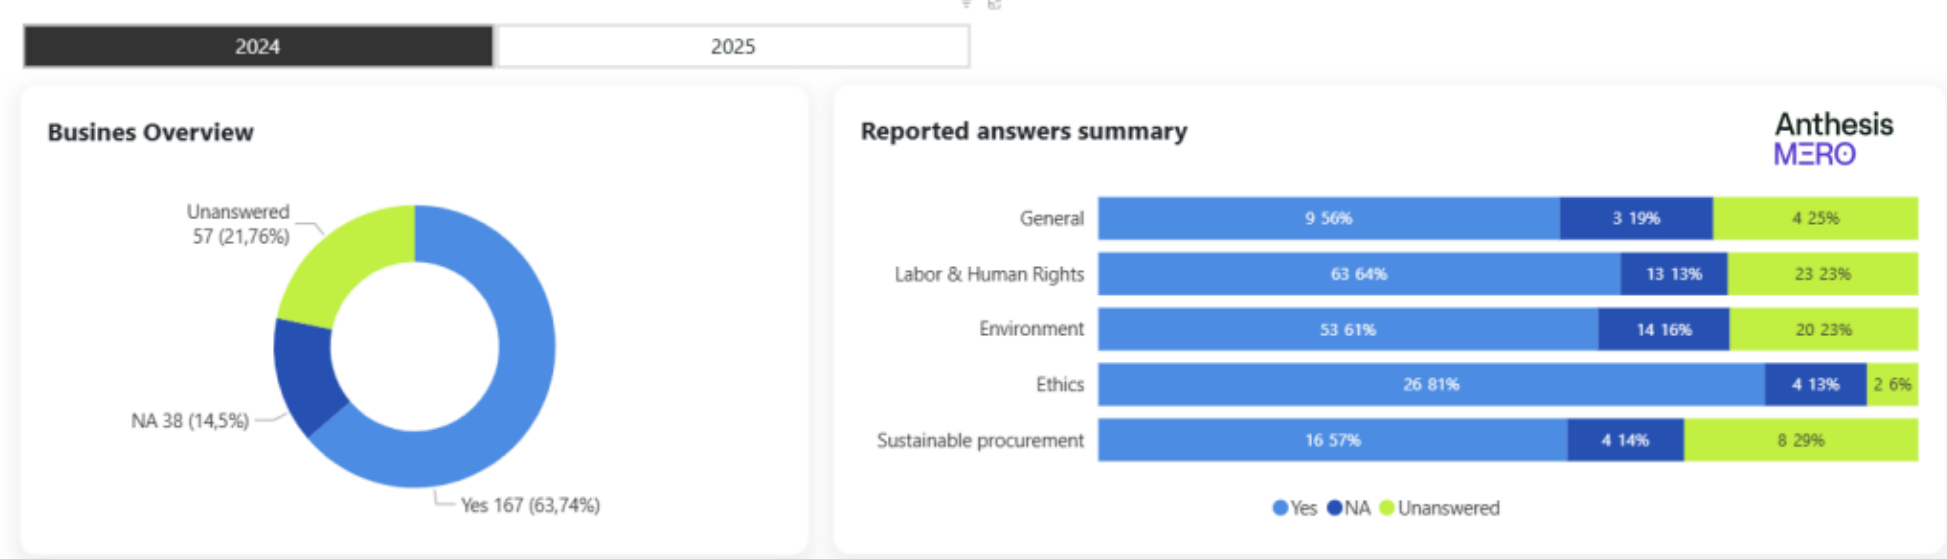 2024
2025
Busines Overview
Unanswered
57 (21,76%)
NA 38 (14,5%)
Yes 167 (63,74%)
Reported answers summary
Anthesis
MERO
General
9 56%
3 19%
4 25%
Labor & Human Rights
63 64%
13 13%
23 23%
Environment
53 61%
14 16%
20 23%
Ethics
26 81%
4 13%
2 6%
Sustainable procurement
16 57%
4 14%
8 29%
Yes
NA
Unanswered